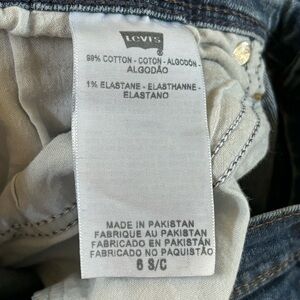 LEVI'S
99% COTTON - COTON - ALGODÓN -
ALGODÃO
1% ELASTANE - ELASTHANNE -
ELASTANO
MADE IN PAKISTAN
FABRIQUE AU PAKISTAN
FABRICADO EN PAKISTÁN
FABRICADO NO PAQUISTÃO
6 S/C